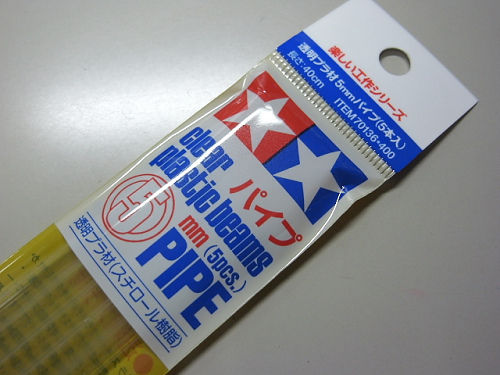 楽しい工作シリーズ
透明プラ材 5mmパイプ(5本入)
長さ:40cm ITEM70136・400
clear
plastic beams
パイプ
5 mm (5pcs.)
PIPE
透明プラ材(スチロール樹脂)